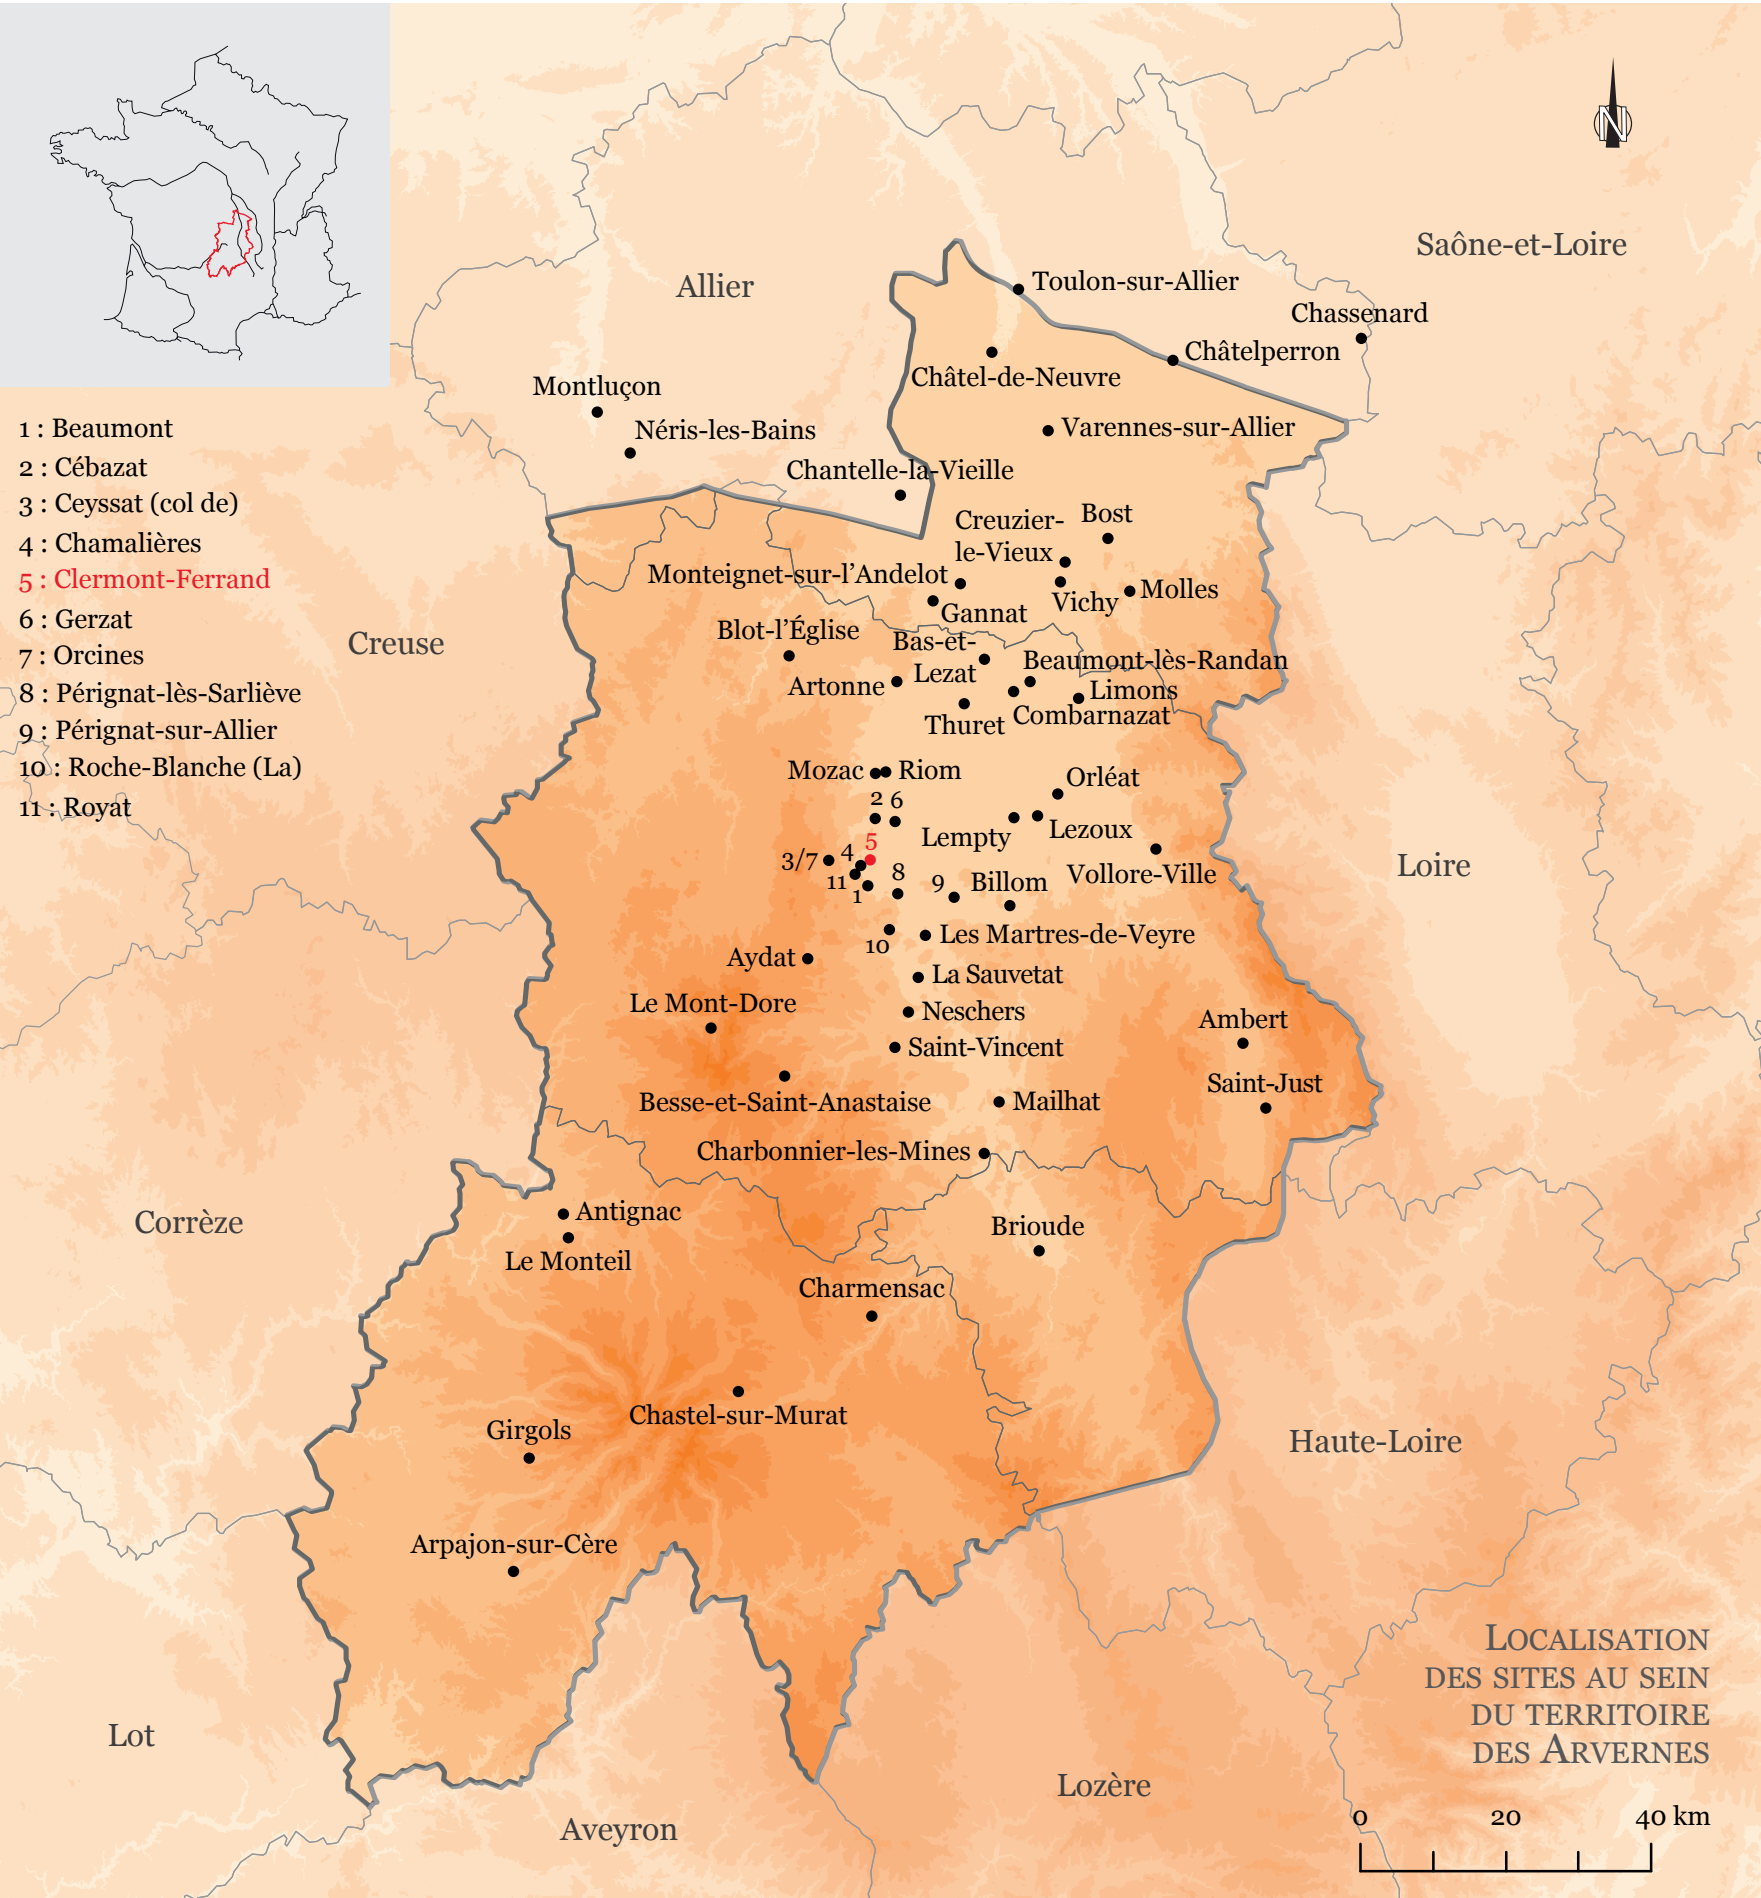 N
Saône-et-Loire
Allier
Toulon-sur-Allier
Chassenard
Châtelperron
Châtel-de-Neuvre
Montluçon
Néris-les-Bains
Varennes-sur-Allier
Chantelle-la-Vieille
1 : Beaumont
2 : Cébazat
3 : Ceyssat (col de)
4 : Chamalières
5 : Clermont-Ferrand
6 : Gerzat
7 : Orcines
8 : Pérignat-lès-Sarliève
9 : Pérignat-sur-Allier
10 : Roche-Blanche (La)
11 : Royat
Creuse
Bost
Creuzier-
le-Vieux
Monteignet-sur-l'Andelot
Vichy
Molles
Gannat
Blot-l'Église
Bas-et-
Lezat
Beaumont-lès-Randan
Artonne
Limons
Thuret
Combarnazat
Mozac
Riom
Orléat
2
6
Lempty
Lezoux
5
3/7
4
11
1
8
9
Billom
Vollore-Ville
Loire
10
Les Martres-de-Veyre
Aydat
La Sauvetat
Le Mont-Dore
Neschers
Ambert
Saint-Vincent
Saint-Just
Besse-et-Saint-Anastaise
Mailhat
Charbonnier-les-Mines
Corrèze
Antignac
Le Monteil
Brioude
Charmensac
Chastel-sur-Murat
Girgols
Haute-Loire
Arpajon-sur-Cère
Lot
Aveyron
Lozère
LOCALISATION
DES SITES AU SEIN
DU TERRITOIRE
DES ARVERNES
0 20 40 km